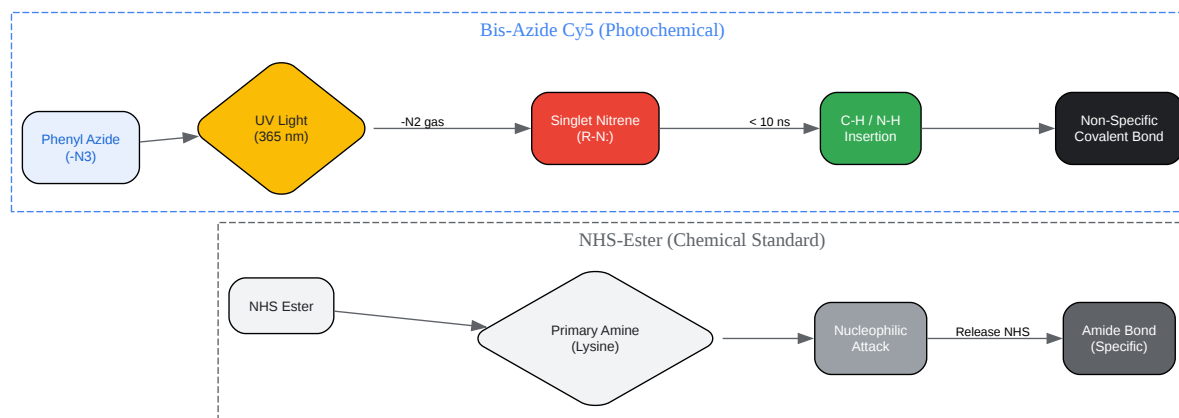 Bis-Azide Cy5 (Photochemical)
Phenyl Azide
(-N3)
UV Light
(365 nm)
-N2 gas
Singlet Nitrene
(R-N:)
< 10 ns
C-H / N-H
Insertion
Non-Specific
Covalent Bond
NHS-Ester (Chemical Standard)
NHS Ester
Primary Amine
(Lysine)
Nucleophilic
Attack
Release NHS
Amide Bond
(Specific)